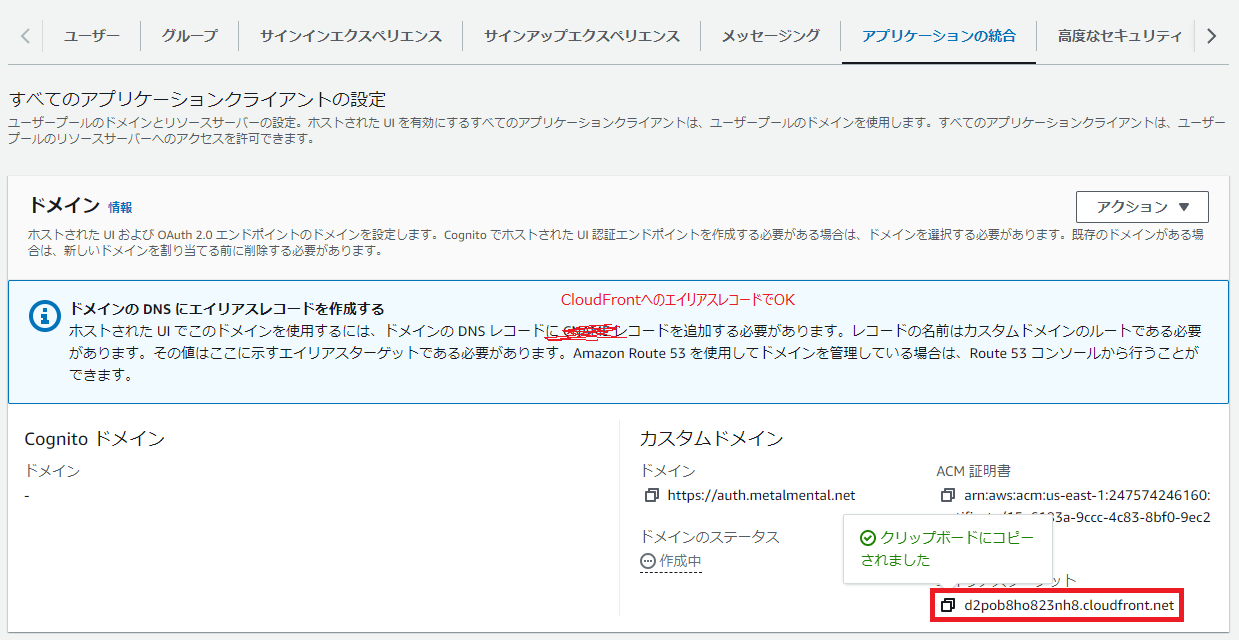 ユーザー グループ サインインエクスペリエンス サインアップエクスペリエンス メッセージング アプリケーションの統合 高度なセキュリティ
すべてのアプリケーションクライアントの設定
ユーザープールのドメインとリソースサーバーの設定。ホストされた UI を有効にするすべてのアプリケーションクライアントは、ユーザープールのドメインを使用します。すべてのアプリケーションクライアントは、ユーザー
プールのリソースサーバーへのアクセスを許可できます。
ドメイン 情報
アクション ▼
ホストされた UI および OAuth 2.0 エンドポイントのドメインを設定します。Cognito でホストされた UI 認証エンドポイントを作成する必要がある場合は、ドメインを選択する必要があります。既存のドメインがある場
合は、新しいドメインを割り当てる前に削除する必要があります。
CloudFrontへのエイリアスレコードでOK
ドメインの DNS にエイリアスレコードを作成する
ホストされた UI でこのドメインを使用するには、ドメインの DNS レコードに レコードを追加する必要があります。レコードの名前はカスタムドメインのルートである必要
があります。その値はここに示すエイリアスターゲットである必要があります。Amazon Route 53 を使用してドメインを管理している場合は、Route 53 コンソールから行うことが
できます。
Cognito ドメイン
ドメイン
-
カスタムドメイン
ドメイン
https://auth.metalmental.net
ドメインのステータス
作成中
ACM 証明書
arn:aws:acm:us-east-1:247574246160:
3a-9ccc-4c83-8bf0-9ec2
クリップボードにコピー
されました
d2pob8ho823nh8.cloudfront.net